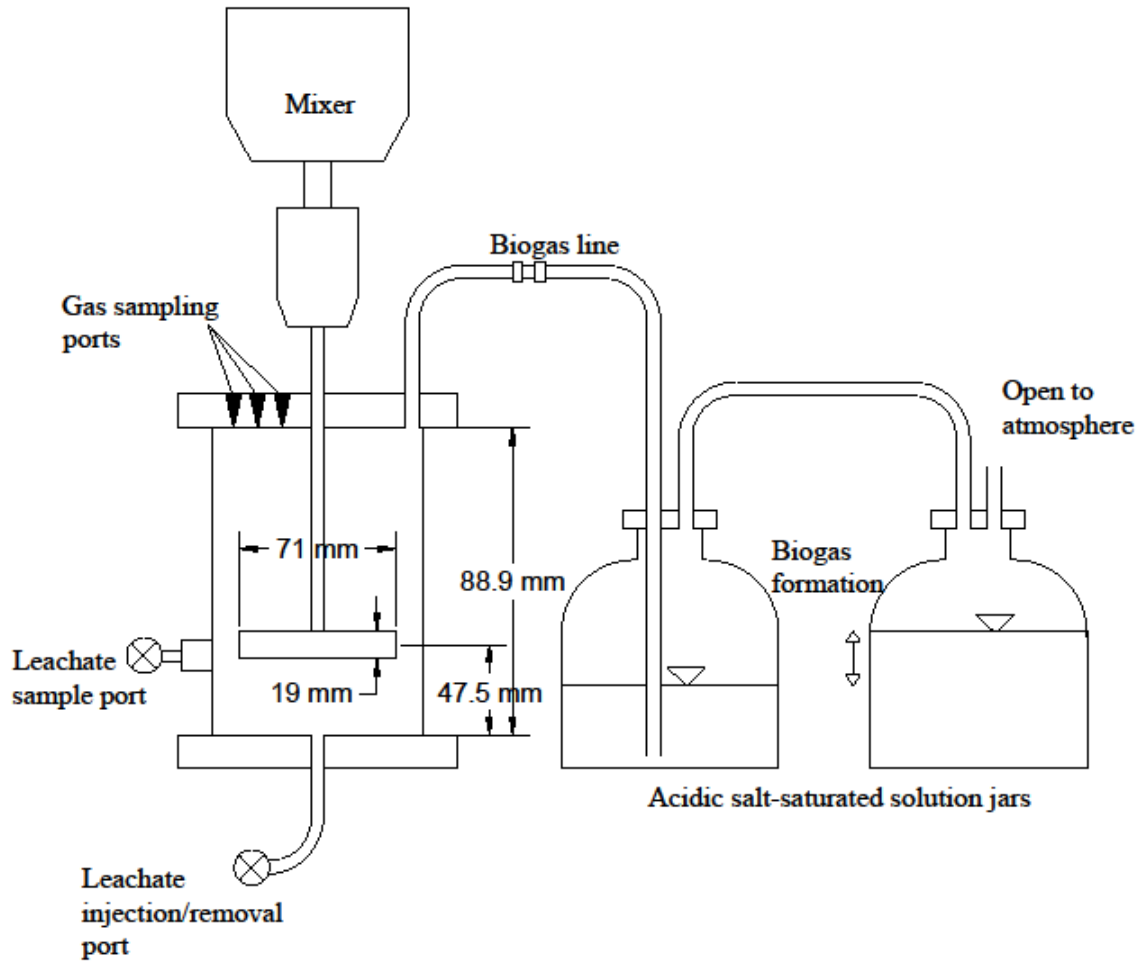 Mixer
Biogas line
Gas sampling
ports
Open to
atmosphere
71 mm
Biogas
formation
88.9 mm
Leachate
sample port
19 mm
47.5 mm
Acidic salt-saturated solution jars
Leachate
injection/removal
port